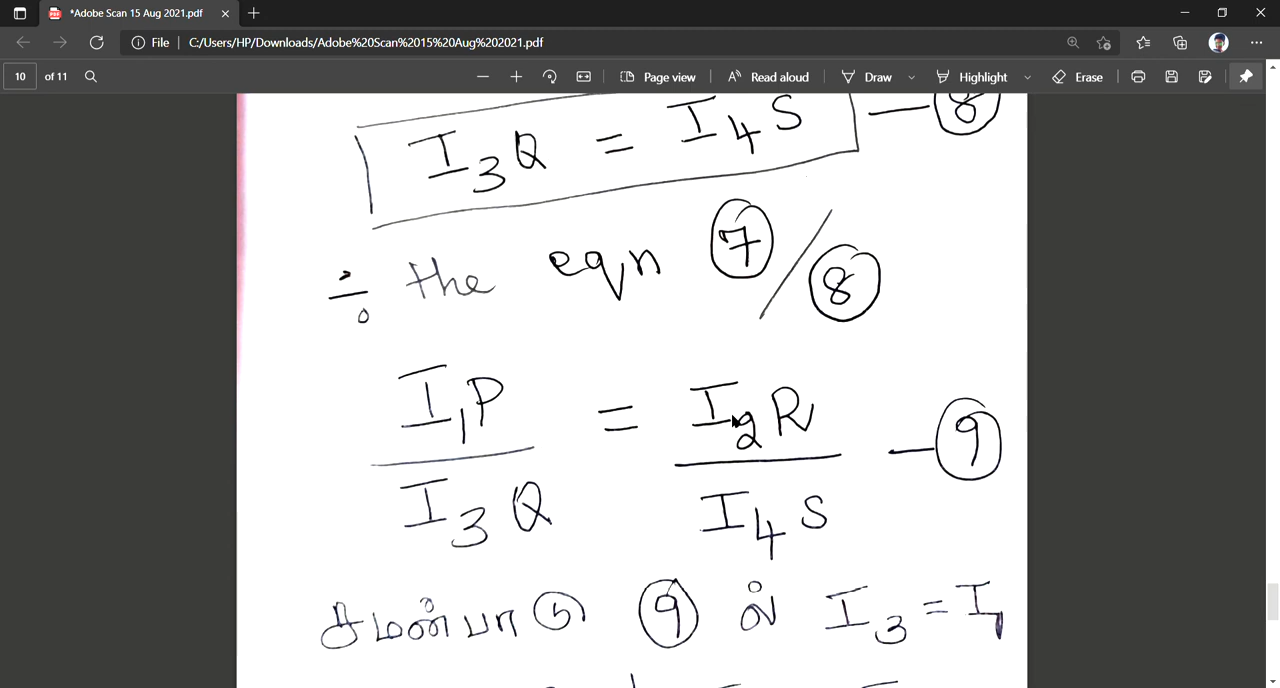 *Adobe Scan 15 Aug 2021.pdf
File C:/Users/HP/Downloads/Adobe%20Scan%2015%20Aug%202021.pdf
10 of 11 Page view Read aloud Draw Highlight Erase
I₃Q = I₄S — ⑧
÷ the eqn ⑦/⑧
I₁P / I₃Q = I₂R / I₄S — ⑨
சமன்பாடு ⑨ ல் I₃ = I₁